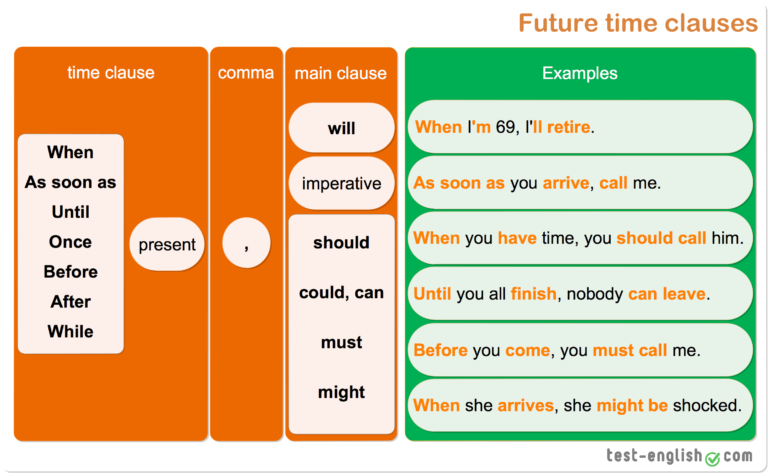 Future time clauses
time clause
comma
main clause
Examples
When
As soon as
Until
Once
Before
After
While
present
,
will
imperative
should
could, can
must
might
When I'm 69, I'll retire.
As soon as you arrive, call me.
When you have time, you should call him.
Until you all finish, nobody can leave.
Before you come, you must call me.
When she arrives, she might be shocked.
test-english com